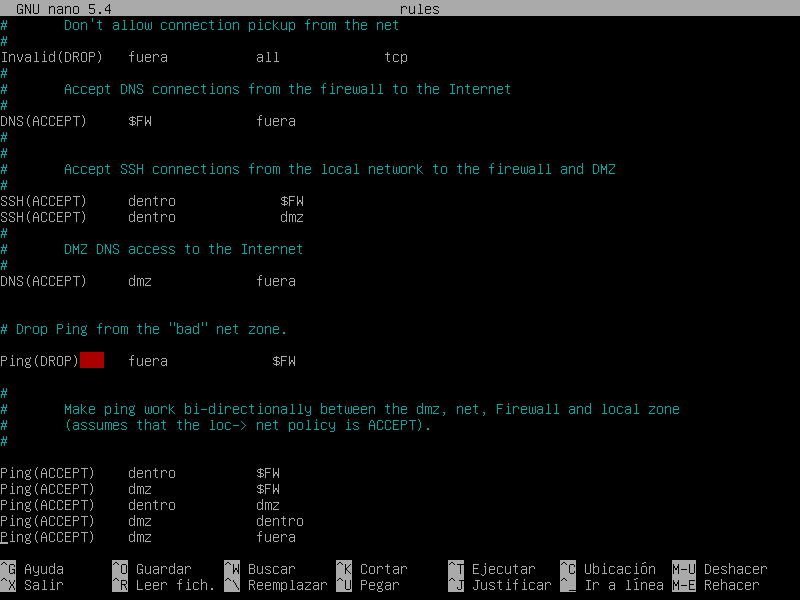 GNU nano 5.4 rules
# Don't allow connection pickup from the net
#
Invalid(DROP) fuera all tcp
#
# Accept DNS connections from the firewall to the Internet
#
DNS(ACCEPT) $FW fuera
#
#
# Accept SSH connections from the local network to the firewall and DMZ
#
SSH(ACCEPT) dentro $FW
SSH(ACCEPT) dentro dmz
#
# DMZ DNS access to the Internet
#
DNS(ACCEPT) dmz fuera
# Drop Ping from the "bad" net zone.
Ping(DROP) fuera $FW
#
# Make ping work bi-directionally between the dmz, net, Firewall and local zone
# (assumes that the loc-> net policy is ACCEPT).
#
Ping(ACCEPT) dentro $FW
Ping(ACCEPT) dmz $FW
Ping(ACCEPT) dentro dmz
Ping(ACCEPT) dmz dentro
Ping(ACCEPT) dmz fuera
^G Ayuda ^O Guardar ^W Buscar ^K Cortar ^T Ejecutar ^C Ubicación M-U Deshacer
^X Salir ^R Leer fich. ^\ Reemplazar ^U Pegar ^J Justificar ^_ Ir a línea M-E Rehacer